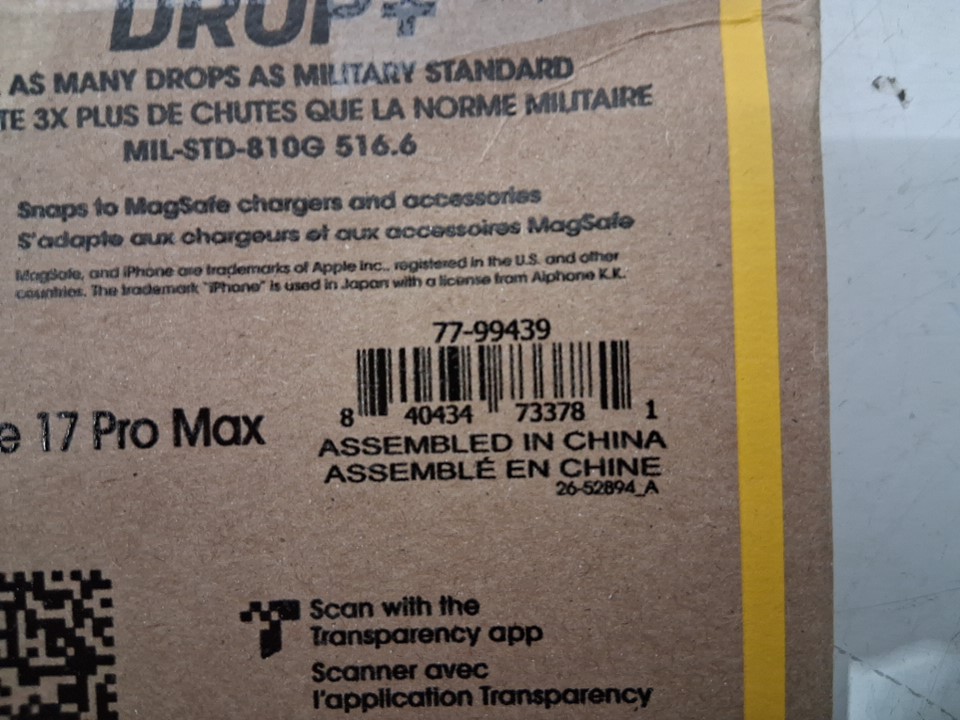 DROP+
AS MANY DROPS AS MILITARY STANDARD
TE 3X PLUS DE CHUTES QUE LA NORME MILITAIRE
MIL-STD-810G 516.6
Snaps to MagSafe chargers and accessories
S'adapte aux chargeurs et aux accessoires MagSafe
MagSafe, and iPhone are trademarks of Apple Inc., registered in the U.S. and other
countries. The trademark "iPhone" is used in Japan with a license from Aiphone K.K.
77-99439
8 40434 73378 1
e 17 Pro Max
ASSEMBLED IN CHINA
ASSEMBLÉ EN CHINE
26-52894_A
Scan with the
Transparency app
Scanner avec
l'application Transparency